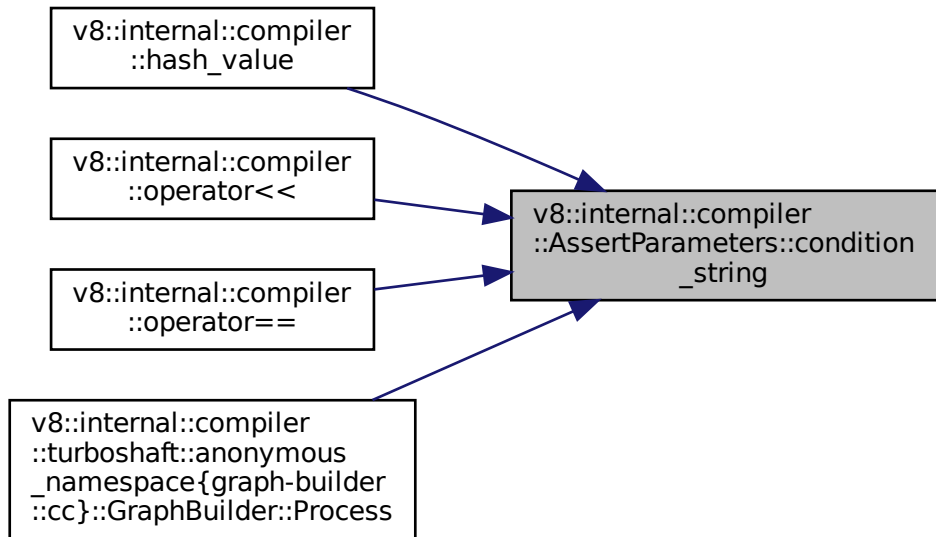 v8::internal::compiler
::hash_value
v8::internal::compiler
::operator<<
v8::internal::compiler
::operator==
v8::internal::compiler
::turboshaft::anonymous
_namespace{graph-builder
::cc}::GraphBuilder::Process
v8::internal::compiler
::AssertParameters::condition
_string